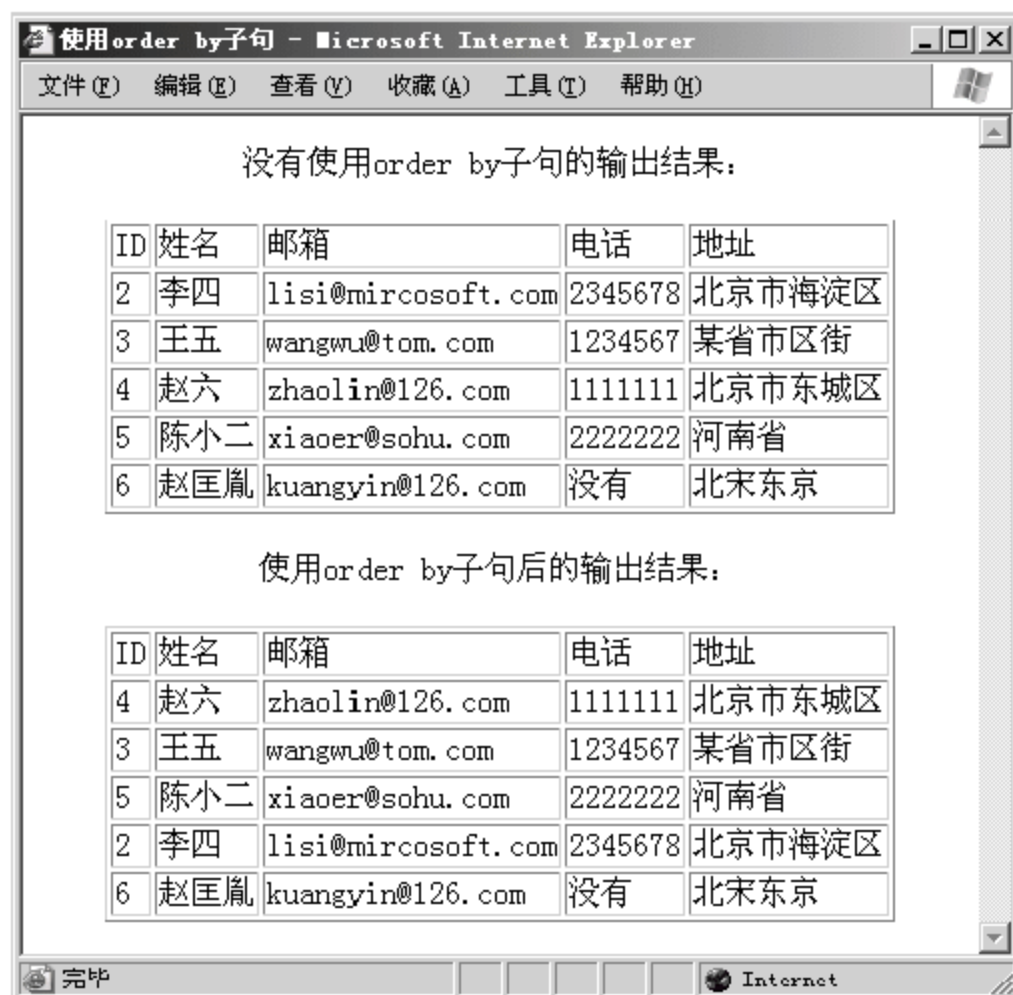 使用order by子句 - Microsoft Internet Explorer
文件(F) 编辑(E) 查看(V) 收藏(A) 工具(T) 帮助(H)
没有使用order by子句的输出结果：
ID 姓名 邮箱 电话 地址
2 李四 lisi@mircosoft.com 2345678 北京市海淀区
3 王五 wangwu@tom.com 1234567 某省市区街
4 赵六 zhaolin@126.com 1111111 北京市东城区
5 陈小二 xiaoer@sohu.com 2222222 河南省
6 赵匡胤 kuangyin@126.com 没有 北宋东京
使用order by子句后的输出结果：
ID 姓名 邮箱 电话 地址
4 赵六 zhaolin@126.com 1111111 北京市东城区
3 王五 wangwu@tom.com 1234567 某省市区街
5 陈小二 xiaoer@sohu.com 2222222 河南省
2 李四 lisi@mircosoft.com 2345678 北京市海淀区
6 赵匡胤 kuangyin@126.com 没有 北宋东京
完毕 Internet